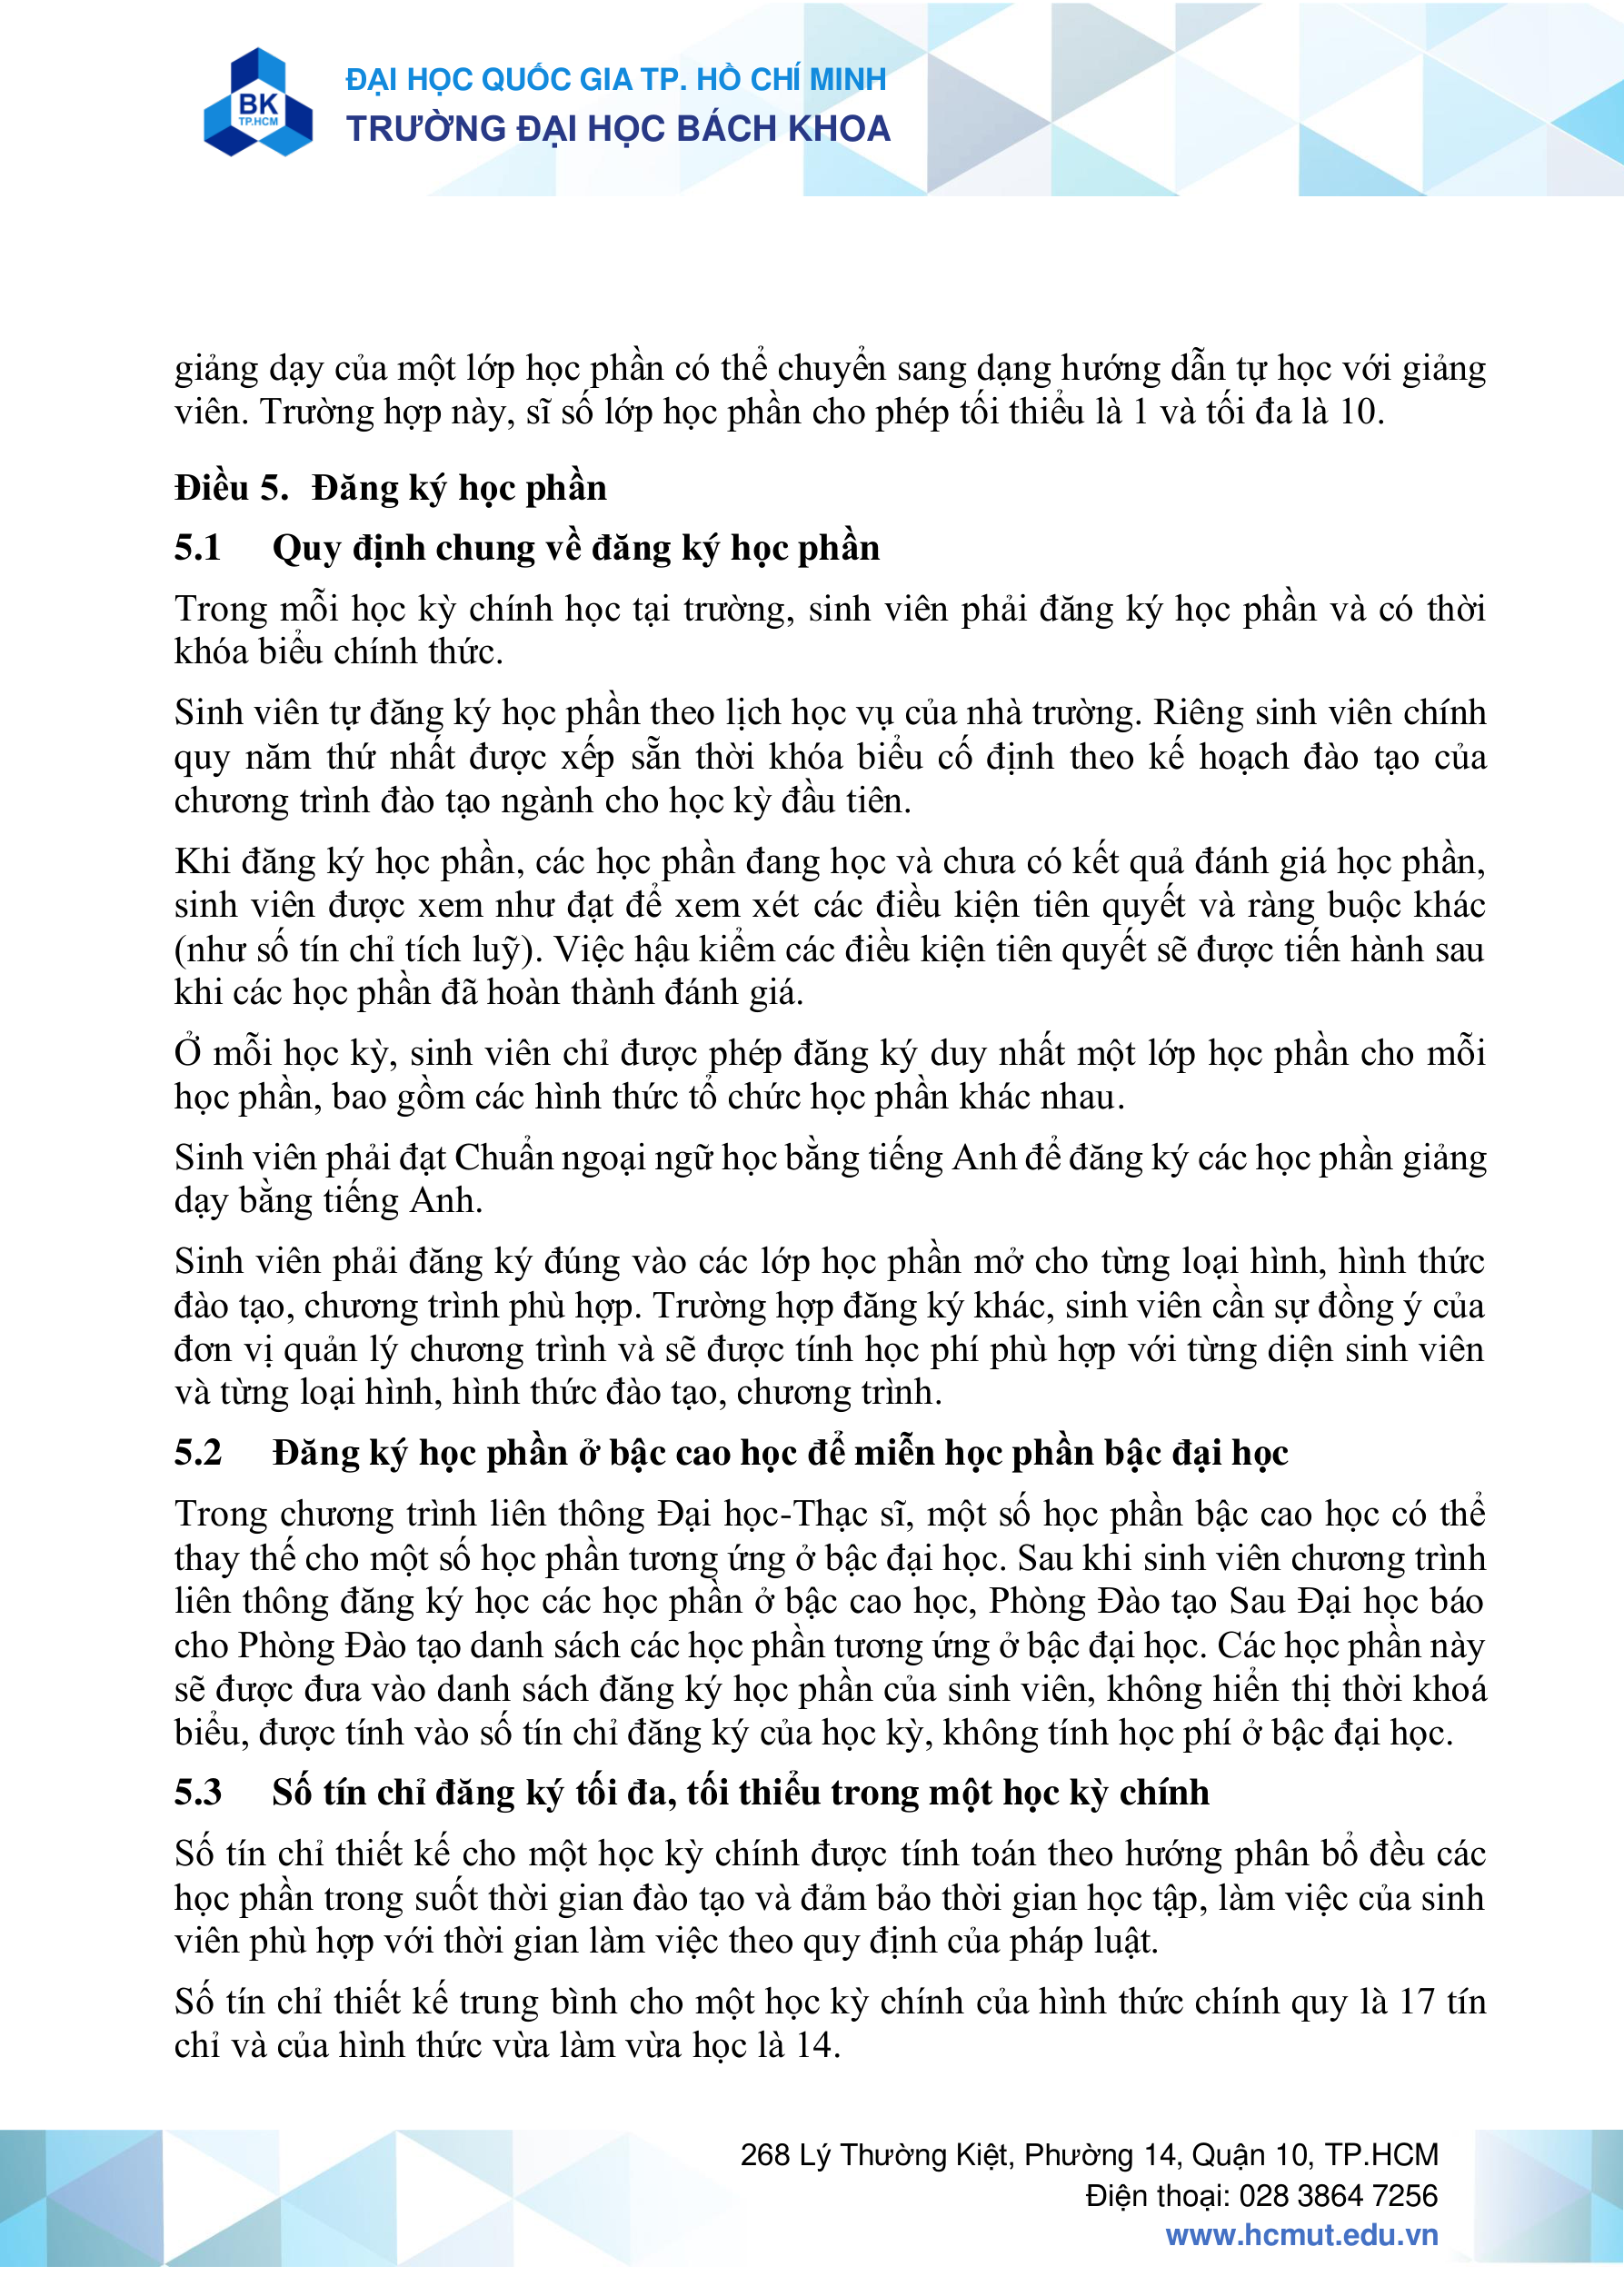 BK
TP.HCM
ĐẠI HỌC QUỐC GIA TP. HỒ CHÍ MINH
TRƯỜNG ĐẠI HỌC BÁCH KHOA
giảng dạy của một lớp học phần có thể chuyển sang dạng hướng dẫn tự học với giảng
viên. Trường hợp này, sĩ số lớp học phần cho phép tối thiểu là 1 và tối đa là 10.
Điều 5. Đăng ký học phần
5.1 Quy định chung về đăng ký học phần
Trong mỗi học kỳ chính học tại trường, sinh viên phải đăng ký học phần và có thời
khóa biểu chính thức.
Sinh viên tự đăng ký học phần theo lịch học vụ của nhà trường. Riêng sinh viên chính
quy năm thứ nhất được xếp sẵn thời khóa biểu cố định theo kế hoạch đào tạo của
chương trình đào tạo ngành cho học kỳ đầu tiên.
Khi đăng ký học phần, các học phần đang học và chưa có kết quả đánh giá học phần,
sinh viên được xem như đạt để xem xét các điều kiện tiên quyết và ràng buộc khác
(như số tín chỉ tích luỹ). Việc hậu kiểm các điều kiện tiên quyết sẽ được tiến hành sau
khi các học phần đã hoàn thành đánh giá.
Ở mỗi học kỳ, sinh viên chỉ được phép đăng ký duy nhất một lớp học phần cho mỗi
học phần, bao gồm các hình thức tổ chức học phần khác nhau.
Sinh viên phải đạt Chuẩn ngoại ngữ học bằng tiếng Anh để đăng ký các học phần giảng
dạy bằng tiếng Anh.
Sinh viên phải đăng ký đúng vào các lớp học phần mở cho từng loại hình, hình thức
đào tạo, chương trình phù hợp. Trường hợp đăng ký khác, sinh viên cần sự đồng ý của
đơn vị quản lý chương trình và sẽ được tính học phí phù hợp với từng diện sinh viên
và từng loại hình, hình thức đào tạo, chương trình.
5.2 Đăng ký học phần ở bậc cao học để miễn học phần bậc đại học
Trong chương trình liên thông Đại học-Thạc sĩ, một số học phần bậc cao học có thể
thay thế cho một số học phần tương ứng ở bậc đại học. Sau khi sinh viên chương trình
liên thông đăng ký học các học phần ở bậc cao học, Phòng Đào tạo Sau Đại học báo
cho Phòng Đào tạo danh sách các học phần tương ứng ở bậc đại học. Các học phần này
sẽ được đưa vào danh sách đăng ký học phần của sinh viên, không hiển thị thời khoá
biểu, được tính vào số tín chỉ đăng ký của học kỳ, không tính học phí ở bậc đại học.
5.3 Số tín chỉ đăng ký tối đa, tối thiểu trong một học kỳ chính
Số tín chỉ thiết kế cho một học kỳ chính được tính toán theo hướng phân bổ đều các
học phần trong suốt thời gian đào tạo và đảm bảo thời gian học tập, làm việc của sinh
viên phù hợp với thời gian làm việc theo quy định của pháp luật.
Số tín chỉ thiết kế trung bình cho một học kỳ chính của hình thức chính quy là 17 tín
chỉ và của hình thức vừa làm vừa học là 14.
268 Lý Thường Kiệt, Phường 14, Quận 10, TP.HCM
Điện thoại: 028 3864 7256
www.hcmut.edu.vn